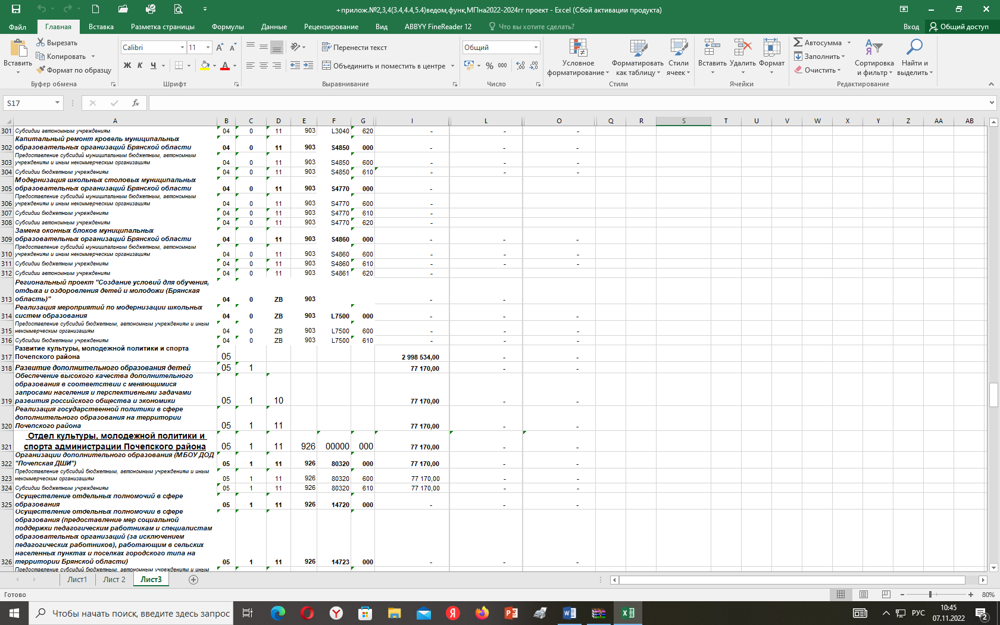 +прилож.№2,3,4(3.4,4.4,5.4)ведом,функ,МПна2022-2024гг проект - Excel (Сбой активации продукта)
Файл Главная Вставка Разметка страницы Формулы Данные Рецензирование Вид ABBYY FineReader 12 Что вы хотите сделать? Вход Общий доступ
Вставить Вырезать Копировать Формат по образцу
Calibri 11 Ж К Ч
Перенести текст
Объединить и поместить в центре
Общий % 000
Условное форматирование Форматировать как таблицу Стили ячеек
Вставить Удалить Формат
Автосумма Заполнить Очистить
Сортировка и фильтр Найти и выделить
Буфер обмена Шрифт Выравнивание Число Стили Ячейки Редактирование
S17 fx
A B C D E F G I L O Q R S T U V W X Y Z AA AB
301 Субсидии автономным учреждениям 04 0 11 903 L3040 620 - - -
Капитальный ремонт кровель муниципальных
302 образовательных организаций Брянской области 04 0 11 903 S4850 000 - - -
Предоставление субсидий муниципальным бюджетным, автономным
303 учреждениям и иным некоммерческим организациям 04 0 11 903 S4850 600 - - -
304 Субсидии бюджетным учреждениям 04 0 11 903 S4850 610 - - -
Модернизация школьных столовых муниципальных
305 образовательных организаций Брянской области 04 0 11 903 S4770 000 -
Предоставление субсидий муниципальным бюджетным, автономным
306 учреждениям и иным некоммерческим организациям 04 0 11 903 S4770 600 -
307 Субсидии бюджетным учреждениям 04 0 11 903 S4770 610 -
308 Субсидии автономным учреждениям 04 0 11 903 S4770 620 -
Замена оконных блоков муниципальных
309 образовательных организаций Брянской области 04 0 11 903 S4860 000 - - -
Предоставление субсидий муниципальным бюджетным, автономным
310 учреждениям и иным некоммерческим организациям 04 0 11 903 S4860 600 - - -
311 Субсидии бюджетным учреждениям 04 0 11 903 S4860 610 - - -
312 Субсидии автономным учреждениям 04 0 11 903 S4861 620 -
Региональный проект "Создание условий для обучения,
отдыха и оздоровления детей и молодожи (Брянская
313 область)" 04 0 ZB 903 - -
Реализация мероприятий по модернизации школьных
314 систем образования 04 0 ZB 903 L7500 000 - - -
Предоставление субсидий бюджетным, автономным учреждениям и иным
315 некоммерческим организациям 04 0 ZB 903 L7500 600 - - -
316 Субсидии бюджетным учреждениям 04 0 ZB 903 L7500 610 - - -
Развитие культуры, молодежной политики и спорта
317 Почепского района 05 2 998 534,00 - -
318 Развитие дополнительного образования детей 05 1 77 170,00 - -
Обеспечение высокого качества дополнительного
образования в соответствии с меняющимися
запросами населения и перспективными задачами
319 развития российского общества и экономики 05 1 10 77 170,00 - -
Реализация государственной политики в сфере
дополнительного образования на территории
320 Почепского района 05 1 11 77 170,00 - -
Отдел культуры, молодежной политики и
321 спорта администрации Почепского района 05 1 11 926 00000 000 77 170,00 - -
Организации дополнительного образования (МБОУ ДОД
322 "Почепская ДШИ") 05 1 11 926 80320 000 77 170,00 - -
Предоставление субсидий бюджетным, автономным учреждениям и иным
323 некоммерческим организациям 05 1 11 926 80320 600 77 170,00 - -
324 Субсидии бюджетным учреждениям 05 1 11 926 80320 610 77 170,00 - -
Осуществление отдельных полномочий в сфере
325 образования 05 1 11 926 14720 000 - - -
Осуществление отдельных полномочий в сфере
образования (предоставление мер социальной
поддержки педагогическим работникам и специалистам
образовательных организаций (за исключением
педагогических работников), работающим в сельских
населенных пунктах и поселках городского типа на
326 территории Брянской области) 05 1 11 926 14723 000 - - -
Предоставление субсидий бюджетным, автономным учреждениям и иным
Лист1 Лист 2 Лист3
Готово 80%
Чтобы начать поиск, введите здесь запрос РУС 10:45
07.11.2022 2